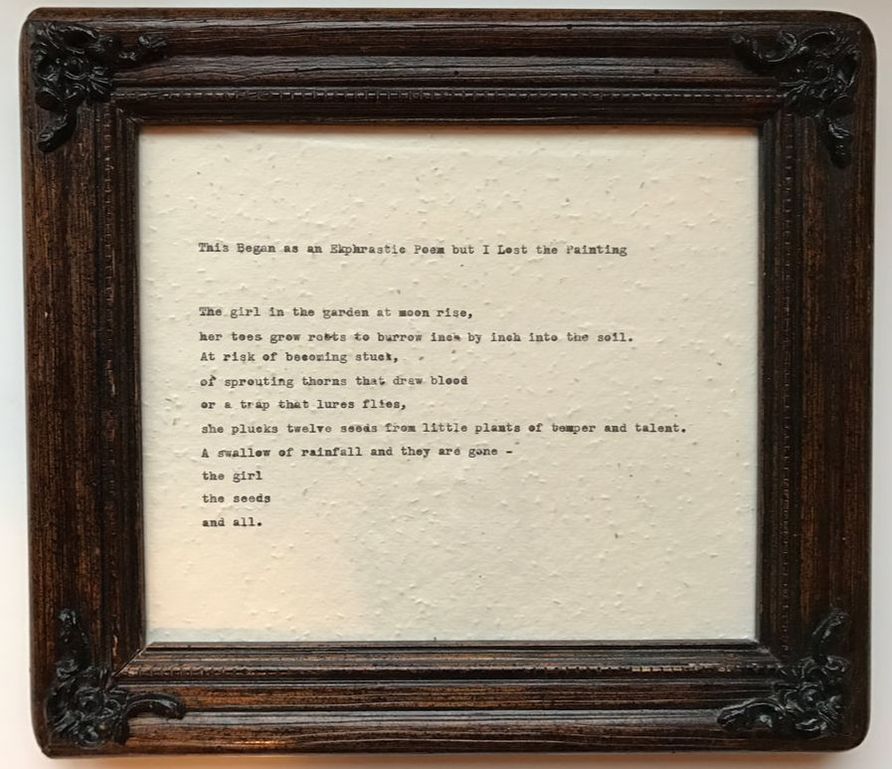 This Began as an Ekphrastic Poem but I Lost the Painting
The girl in the garden at moon rise,
her toes grow roots to burrow inch by inch into the soil.
At risk of becoming stuck,
of sprouting thorns that draw blood
or a trap that lures flies,
she plucks twelve seeds from little plants of temper and talent.
A swallow of rainfall and they are gone -
the girl
the seeds
and all.